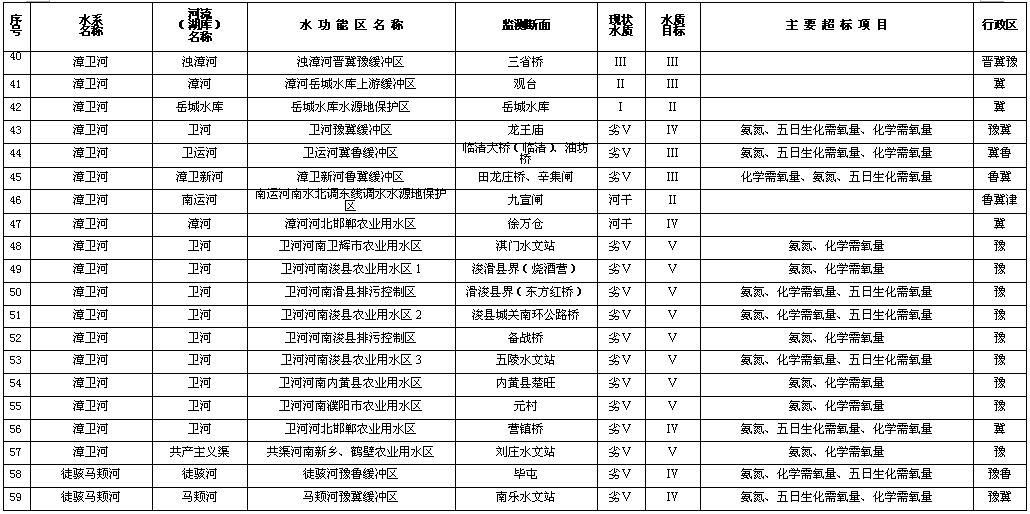 序号 水系名称 河流（湖库）名称 水功能区名称 监测断面 现状水质 水质目标 主要超标项目 行政区
40 漳卫河 浊漳河 浊漳河晋冀豫缓冲区 三省桥 III III 晋冀豫
41 漳卫河 漳河 漳河岳城水库上游缓冲区 观台 II III 冀
42 漳卫河 岳城水库 岳城水库水源地保护区 岳城水库 I II 冀
43 漳卫河 卫河 卫河豫冀缓冲区 龙王庙 劣V IV 氨氮、五日生化需氧量、化学需氧量 豫冀
44 漳卫河 卫运河 卫运河冀鲁缓冲区 临清大桥（临清）、油坊桥 劣V III 氨氮、五日生化需氧量、化学需氧量 冀鲁
45 漳卫河 漳卫新河 漳卫新河鲁冀缓冲区 田龙庄桥、辛集闸 劣V III 化学需氧量、氨氮、五日生化需氧量 鲁冀
46 漳卫河 南运河 南运河南水北调东线调水水源地保护区 九宣闸 河干 II 鲁冀津
47 漳卫河 漳河 漳河河北邯郸农业用水区 徐万仓 河干 IV 冀
48 漳卫河 卫河 卫河河南卫辉市农业用水区 淇门水文站 劣V V 氨氮、化学需氧量 豫
49 漳卫河 卫河 卫河河南浚县农业用水区1 浚滑县界（烧酒营） 劣V V 氨氮、化学需氧量 豫
50 漳卫河 卫河 卫河河南滑县排污控制区 滑浚县界（东方红桥） 劣V V 氨氮、化学需氧量、五日生化需氧量 豫
51 漳卫河 卫河 卫河河南浚县农业用水区2 浚县城关南环公路桥 劣V V 氨氮、化学需氧量、五日生化需氧量 豫
52 漳卫河 卫河 卫河河南浚县排污控制区 备战桥 劣V V 氨氮、化学需氧量 豫
53 漳卫河 卫河 卫河河南浚县农业用水区3 五陵水文站 劣V V 氨氮、化学需氧量、五日生化需氧量 豫
54 漳卫河 卫河 卫河河南内黄县农业用水区 内黄县楚旺 劣V V 氨氮、化学需氧量 豫
55 漳卫河 卫河 卫河河南濮阳市农业用水区 元村 劣V V 氨氮、化学需氧量 豫
56 漳卫河 卫河 卫河河北邯郸农业用水区 营镇桥 劣V IV 氨氮、五日生化需氧量、化学需氧量 冀
57 漳卫河 共产主义渠 共渠河南新乡、鹤壁农业用水区 刘庄水文站 劣V V 氨氮、化学需氧量 豫
58 徒骇马颊河 徒骇河 徒骇河豫鲁缓冲区 毕屯 劣V IV 氨氮、化学需氧量、五日生化需氧量 豫鲁
59 徒骇马颊河 马颊河 马颊河豫冀缓冲区 南乐水文站 劣V IV 氨氮、五日生化需氧量、化学需氧量 豫冀